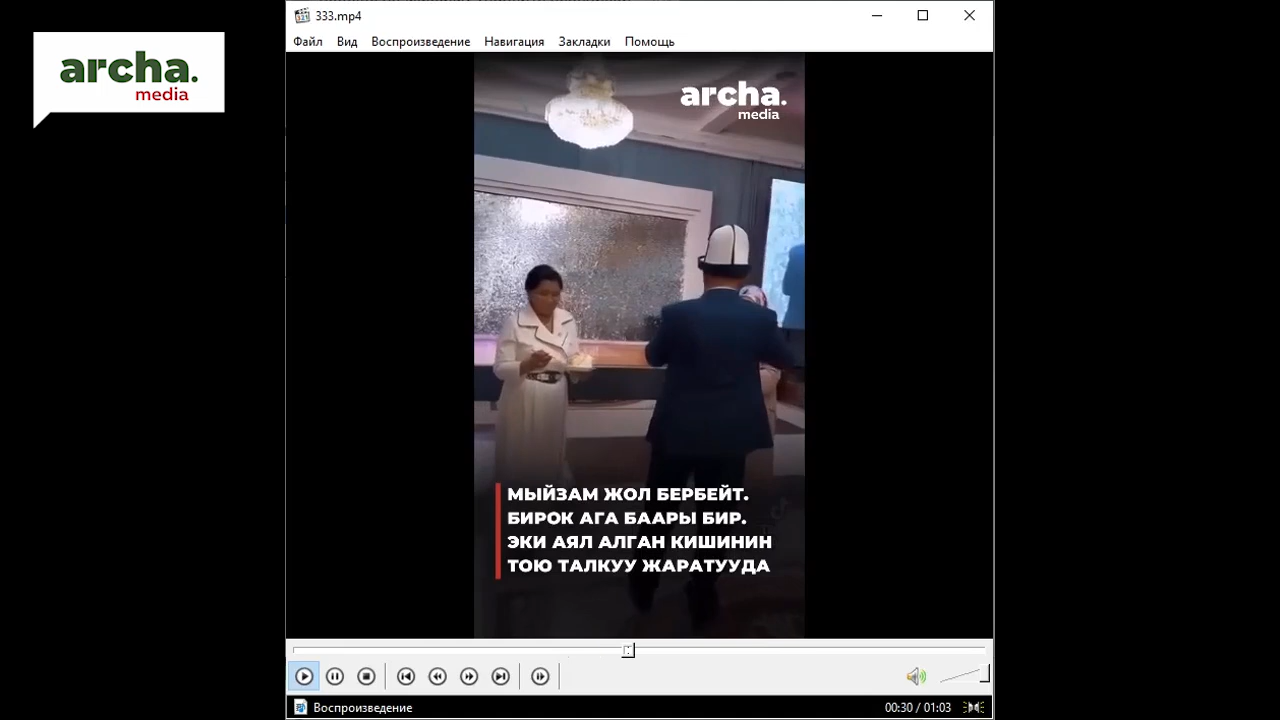 archa.
media
333.mp4
Файл Вид Воспроизведение Навигация Закладки Помощь
archa.
media
МЫЙЗАМ ЖОЛ БЕРБЕЙТ.
БИРОК АГА БААРЫ БИР.
ЭКИ АЯЛ АЛГАН КИШИНИН
ТОЮ ТАЛКУУ ЖАРАТУУДА
Воспроизведение 00:30 / 01:03